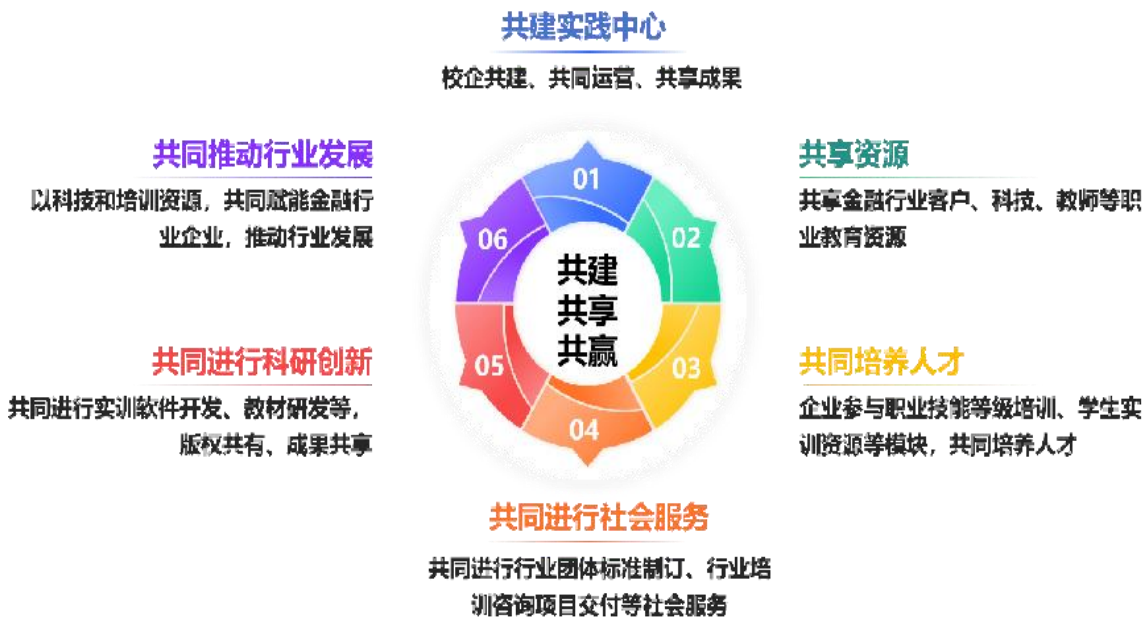 共建实践中心
校企共建、共同运营、共享成果
01
共享资源
共享金融行业客户、科技、教师等职
业教育资源
02
共同培养人才
企业参与职业技能等级培训、学生实
训资源等模块，共同培养人才
03
共同进行社会服务
共同进行行业团体标准制订、行业培
训咨询项目交付等社会服务
04
共同进行科研创新
共同进行实训软件开发、教材研发等，
版权共有、成果共享
05
共同推动行业发展
以科技和培训资源，共同赋能金融行
业企业，推动行业发展
06
共建
共享
共赢